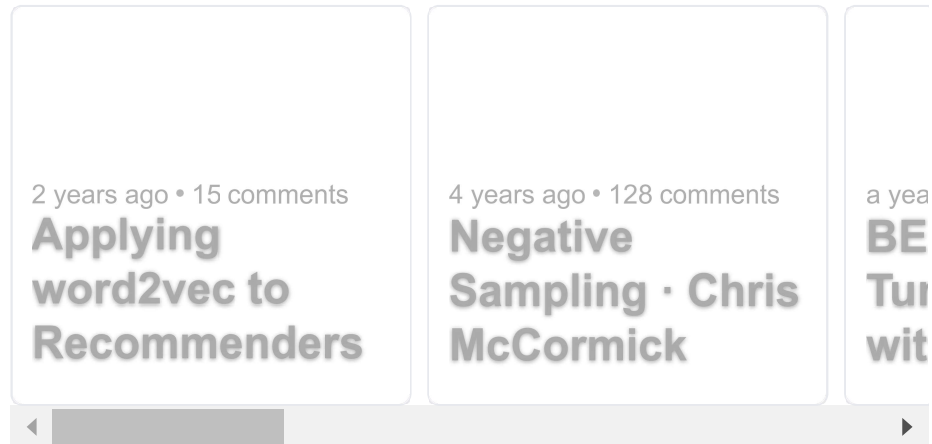 2 years ago • 15 comments
Applying
word2vec to
Recommenders
4 years ago • 128 comments
Negative
Sampling · Chris
McCormick
a